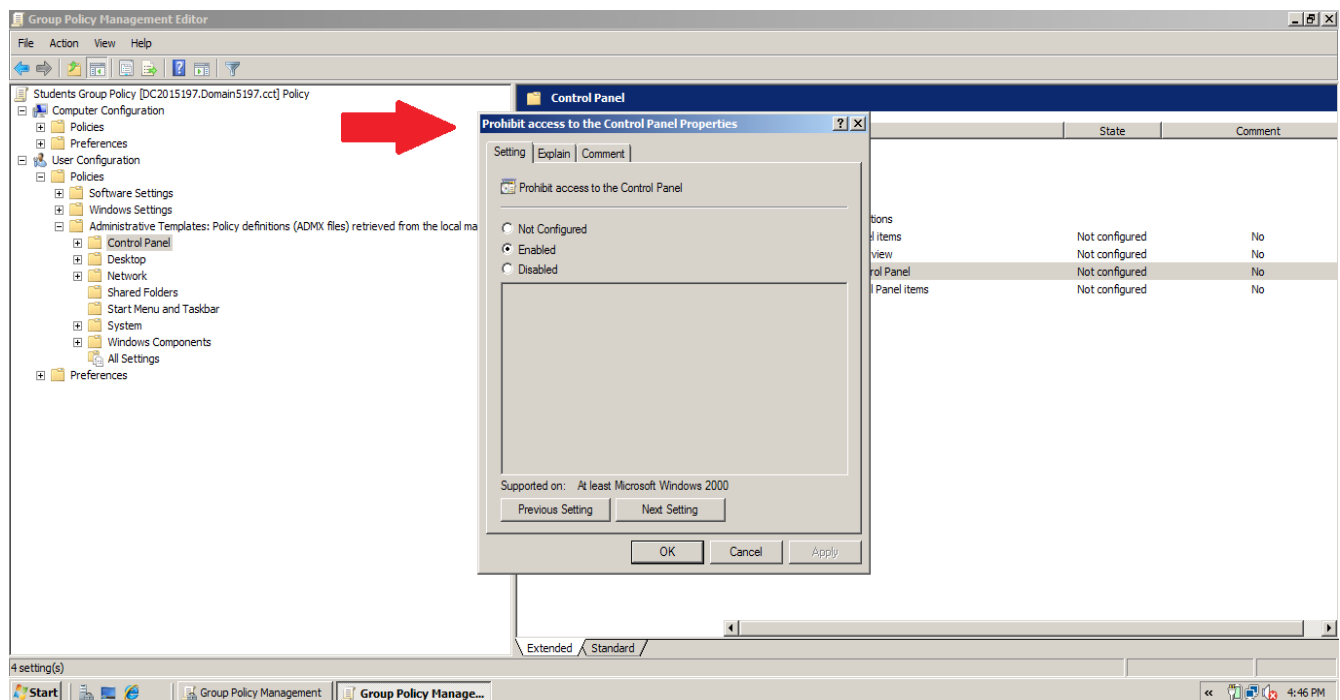 Group Policy Management Editor
File Action View Help
Students Group Policy [DC2015197.Domain5197.cct] Policy
Computer Configuration
Policies
Preferences
User Configuration
Policies
Software Settings
Windows Settings
Administrative Templates: Policy definitions (ADMX files) retrieved from the local ma
Control Panel
Desktop
Network
Shared Folders
Start Menu and Taskbar
System
Windows Components
All Settings
Preferences
Control Panel
State Comment
tions
l items Not configured No
view Not configured No
rol Panel Not configured No
l Panel items Not configured No
Prohibit access to the Control Panel Properties
Setting Explain Comment
Prohibit access to the Control Panel
Not Configured
Enabled
Disabled
Supported on: At least Microsoft Windows 2000
Previous Setting Next Setting
OK Cancel Apply
Extended Standard
4 setting(s)
Start Group Policy Management Group Policy Manage... « 4:46 PM